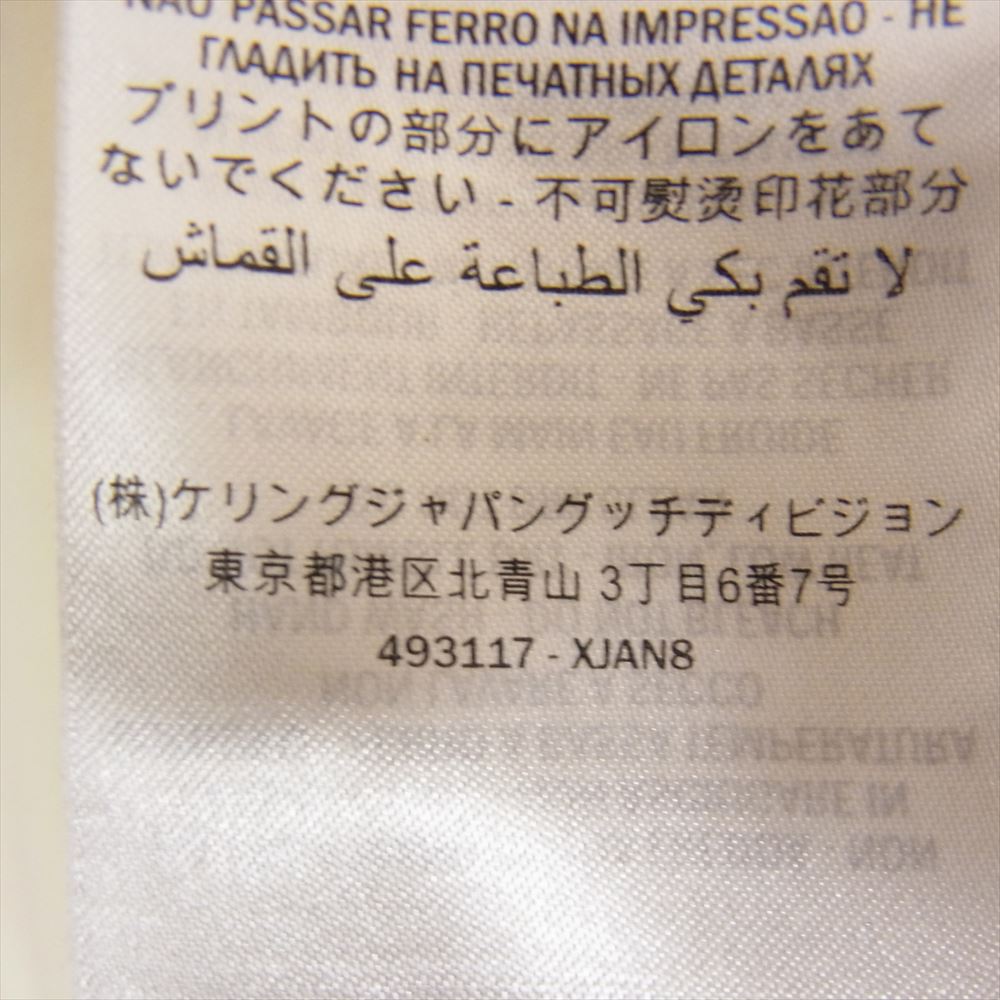 NÃO PASSAR FERRO NA IMPRESSÃO - НЕ
ГЛАДИТЬ НА ПЕЧАТНЫХ ДЕТАЛЯХ
プリントの部分にアイロンをあて
ないでください - 不可熨烫印花部分
لا تقم بكي الطباعة على القماش
(株)ケリングジャパングッチディビジョン
東京都港区北青山 3丁目6番7号
493117 - XJAN8